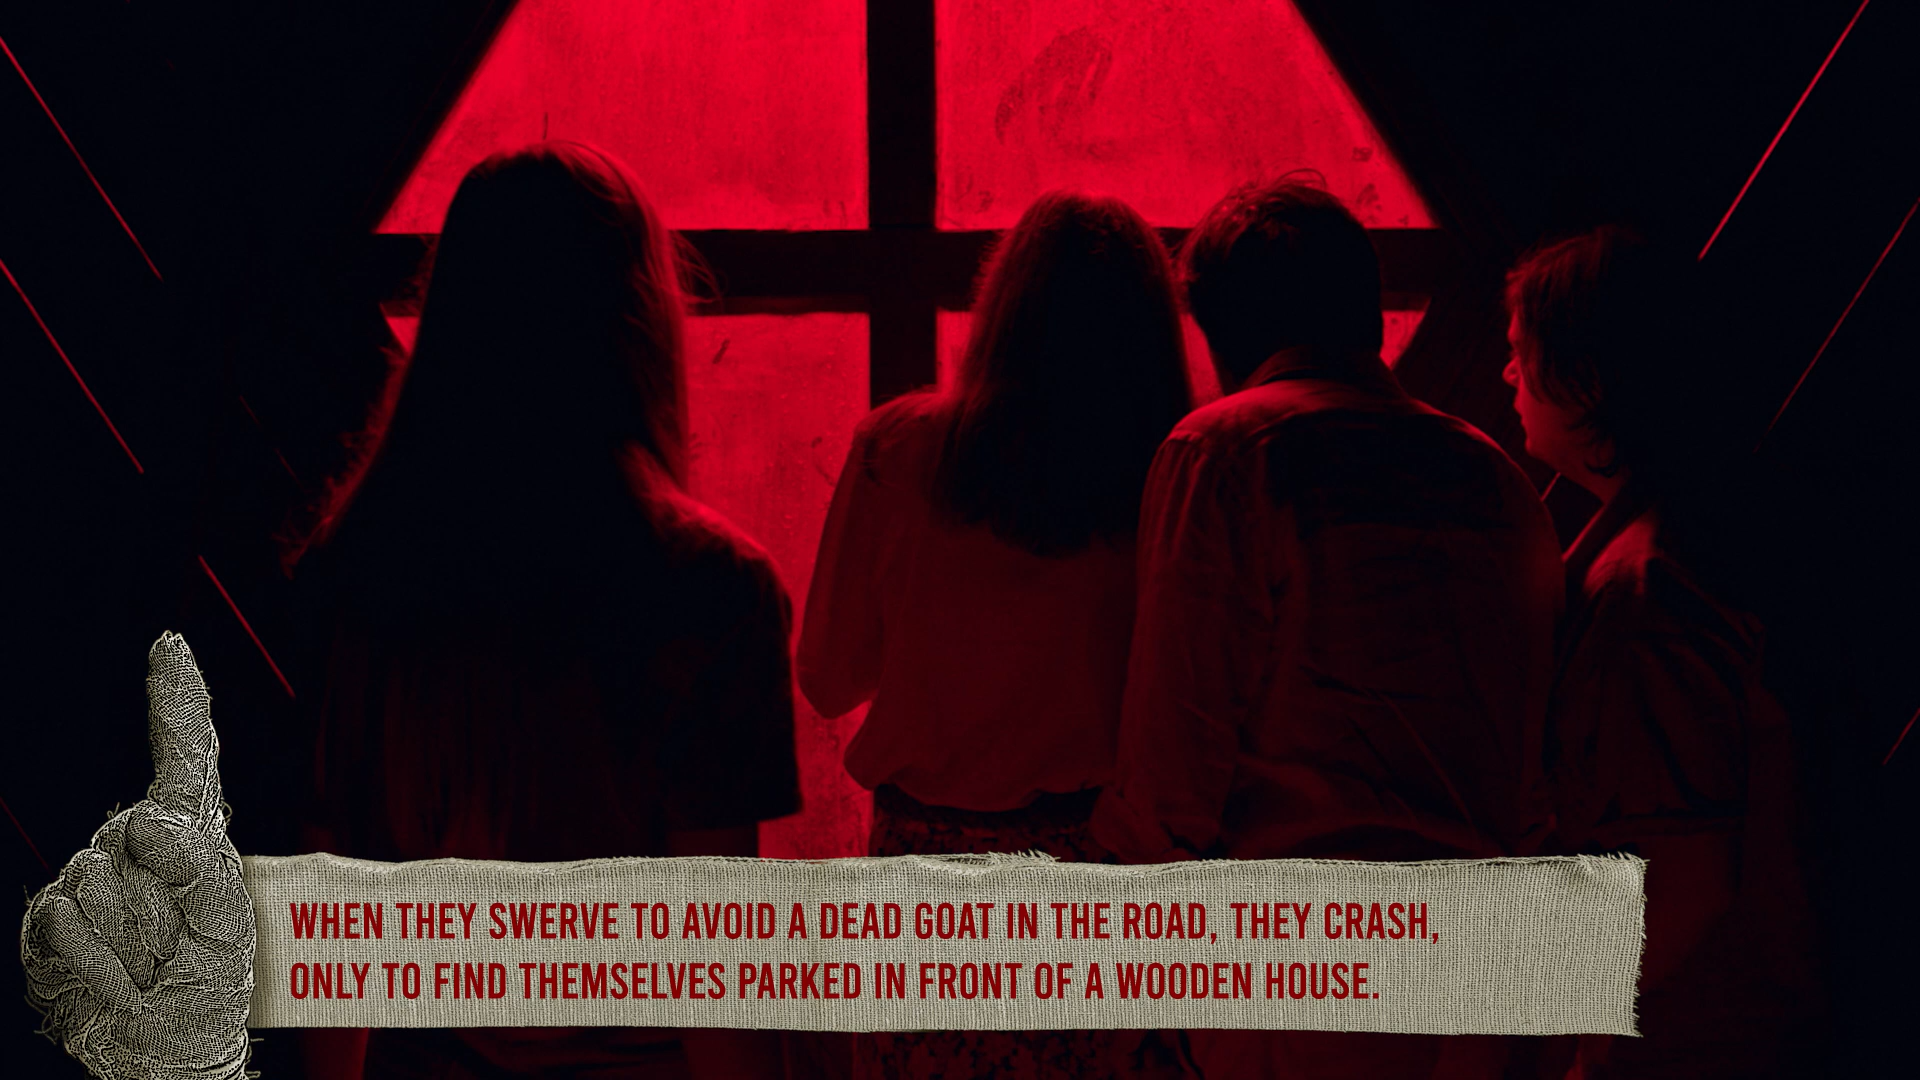 WHEN THEY SWERVE TO AVOID A DEAD GOAT IN THE ROAD, THEY CRASH,
ONLY TO FIND THEMSELVES PARKED IN FRONT OF A WOODEN HOUSE.